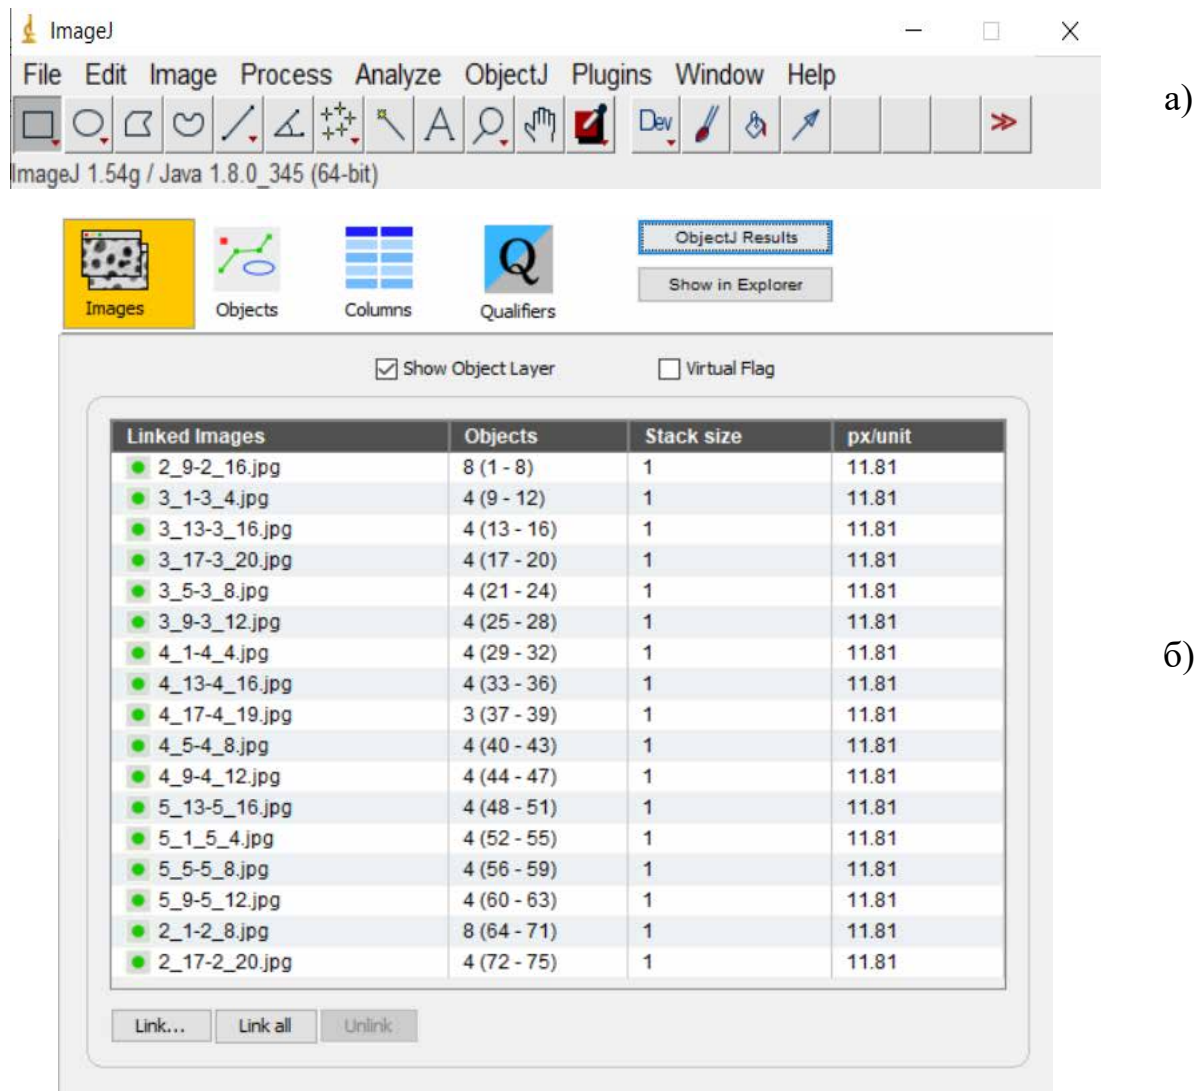 ImageJ
File Edit Image Process Analyze ObjectJ Plugins Window Help
а)
A Dev >>
ImageJ 1.54g / Java 1.8.0_345 (64-bit)
ObjectJ Results
Q
Show in Explorer
Images Objects Columns Qualifiers
Show Object Layer Virtual Flag
Linked Images Objects Stack size px/unit
2_9-2_16.jpg 8 (1 - 8) 1 11.81
3_1-3_4.jpg 4 (9 - 12) 1 11.81
3_13-3_16.jpg 4 (13 - 16) 1 11.81
3_17-3_20.jpg 4 (17 - 20) 1 11.81
3_5-3_8.jpg 4 (21 - 24) 1 11.81
3_9-3_12.jpg 4 (25 - 28) 1 11.81
4_1-4_4.jpg 4 (29 - 32) 1 11.81
б)
4_13-4_16.jpg 4 (33 - 36) 1 11.81
4_17-4_19.jpg 3 (37 - 39) 1 11.81
4_5-4_8.jpg 4 (40 - 43) 1 11.81
4_9-4_12.jpg 4 (44 - 47) 1 11.81
5_13-5_16.jpg 4 (48 - 51) 1 11.81
5_1_5_4.jpg 4 (52 - 55) 1 11.81
5_5-5_8.jpg 4 (56 - 59) 1 11.81
5_9-5_12.jpg 4 (60 - 63) 1 11.81
2_1-2_8.jpg 8 (64 - 71) 1 11.81
2_17-2_20.jpg 4 (72 - 75) 1 11.81
Link... Link all Unlink